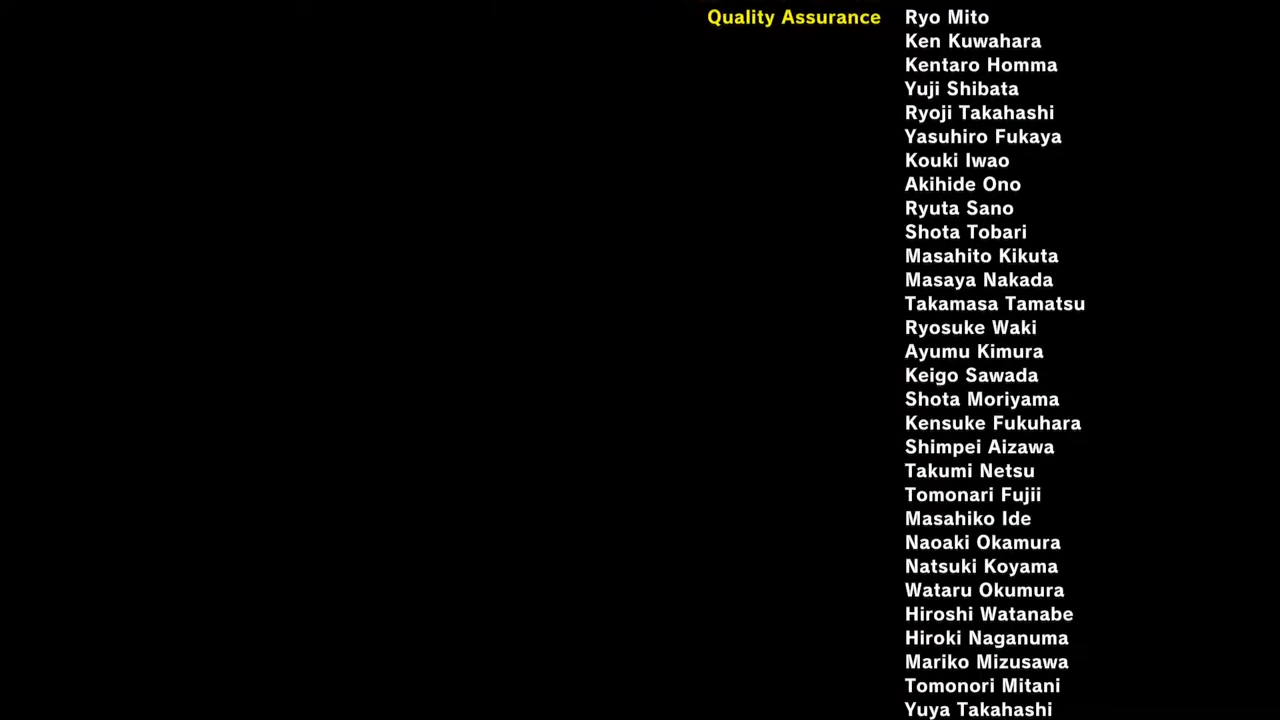 Quality Assurance Ryo Mito
Ken Kuwahara
Kentaro Homma
Yuji Shibata
Ryoji Takahashi
Yasuhiro Fukaya
Kouki Iwao
Akihide Ono
Ryuta Sano
Shota Tobari
Masahito Kikuta
Masaya Nakada
Takamasa Tamatsu
Ryosuke Waki
Ayumu Kimura
Keigo Sawada
Shota Moriyama
Kensuke Fukuhara
Shimpei Aizawa
Takumi Netsu
Tomonari Fujii
Masahiko Ide
Naoaki Okamura
Natsuki Koyama
Wataru Okumura
Hiroshi Watanabe
Hiroki Naganuma
Mariko Mizusawa
Tomonori Mitani
Yuya Takahashi